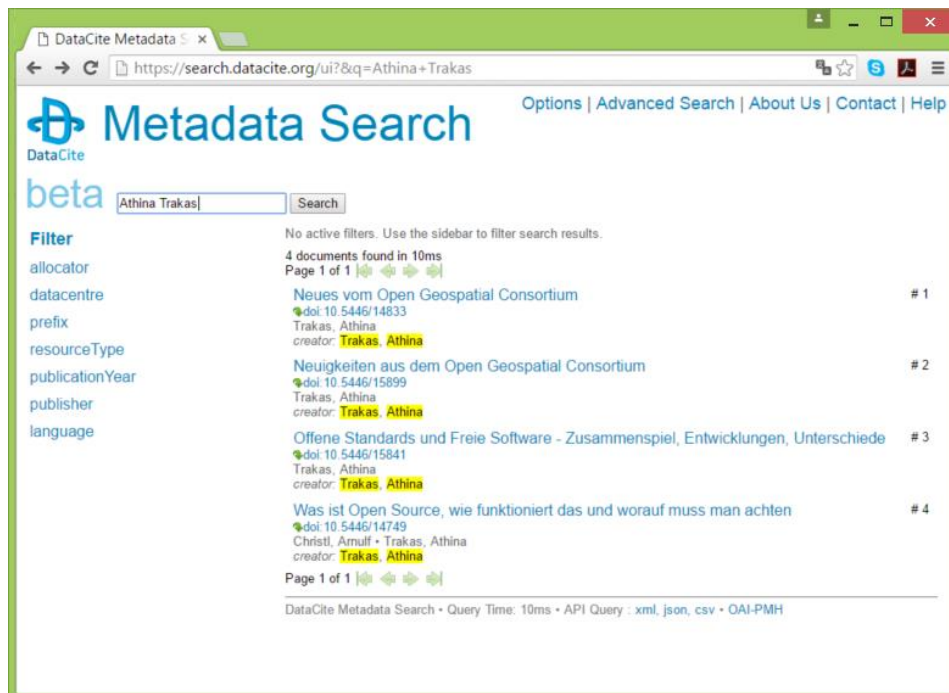 DataCite Metadata S
https://search.datacite.org/ui?&q=Athina+Trakas
Options | Advanced Search | About Us | Contact | Help
DataCite
Metadata Search
beta
Athina Trakas
Search
Filter
allocator
datacentre
prefix
resourceType
publicationYear
publisher
language
No active filters. Use the sidebar to filter search results.
4 documents found in 10ms
Page 1 of 1
Neues vom Open Geospatial Consortium # 1
doi:10.5446/14833
Trakas, Athina
creator: Trakas, Athina
Neuigkeiten aus dem Open Geospatial Consortium # 2
doi:10.5446/15899
Trakas, Athina
creator: Trakas, Athina
Offene Standards und Freie Software - Zusammenspiel, Entwicklungen, Unterschiede # 3
doi:10.5446/15841
Trakas, Athina
creator: Trakas, Athina
Was ist Open Source, wie funktioniert das und worauf muss man achten # 4
doi:10.5446/14749
Christl, Arnulf • Trakas, Athina
creator: Trakas, Athina
Page 1 of 1
DataCite Metadata Search • Query Time: 10ms • API Query : xml, json, csv • OAI-PMH